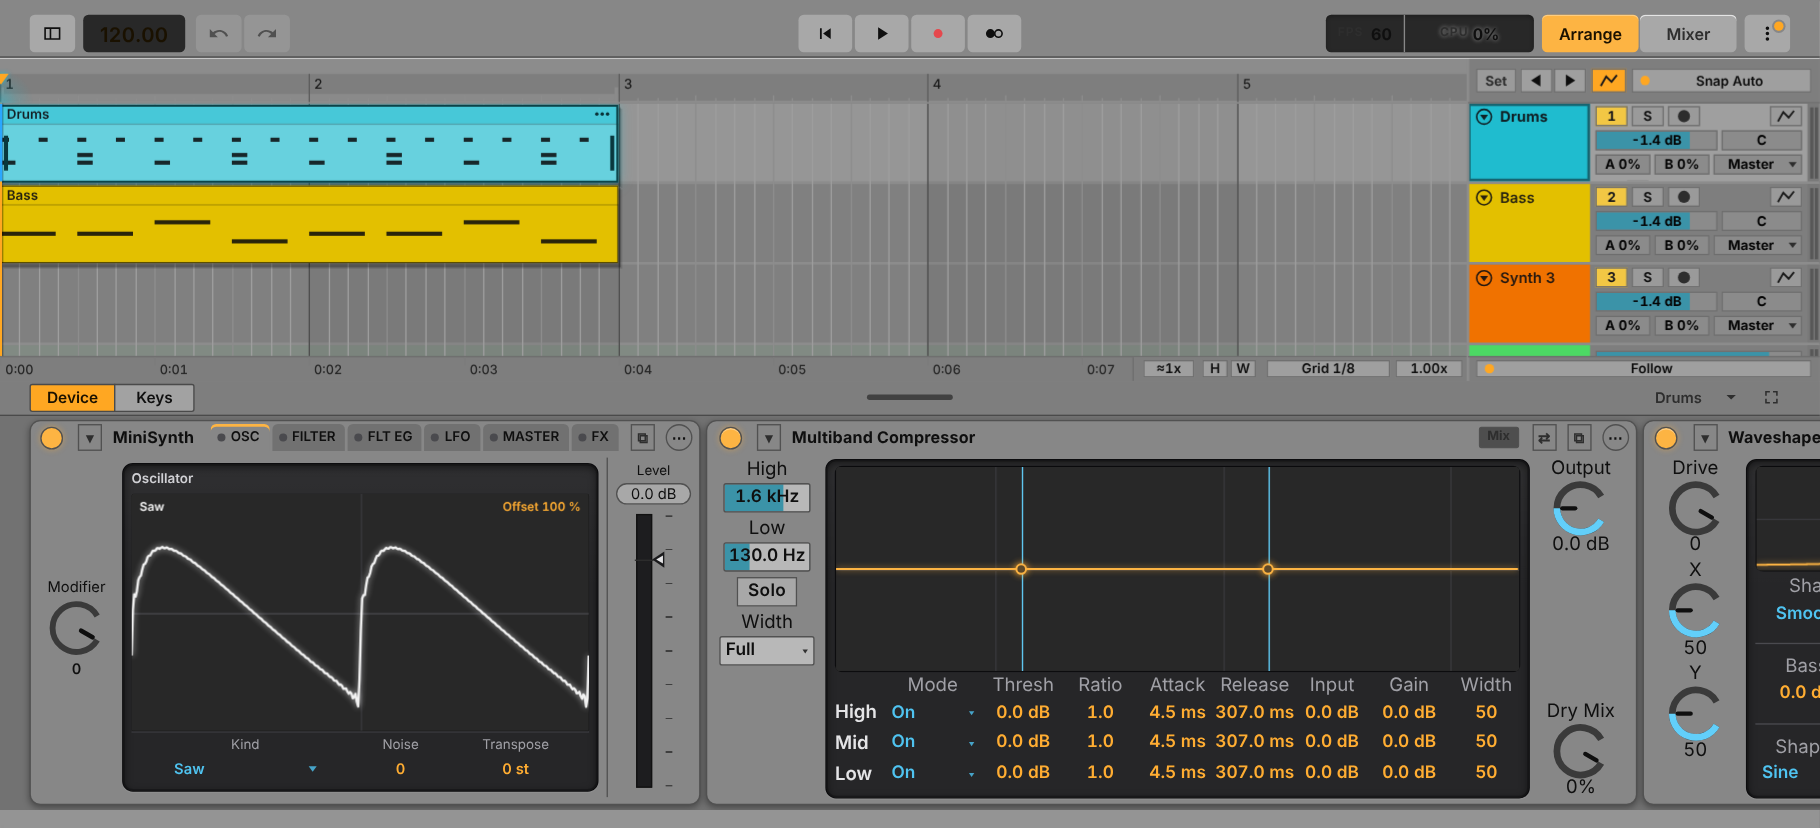 120.00
FPS 60
CPU 0%
Arrange
Mixer
1 2 3 4 5
Set
Snap Auto
Drums
Drums
1 S
-1.4 dB C
A 0% B 0% Master
Bass
Bass
2 S
-1.4 dB C
A 0% B 0% Master
Synth 3
3 S
-1.4 dB C
A 0% B 0% Master
0:00 0:01 0:02 0:03 0:04 0:05 0:06 0:07
≈1x H W Grid 1/8 1.00x
Follow
Device Keys
Drums
MiniSynth
OSC FILTER FLT EG LFO MASTER FX
Modifier
0
Oscillator
Saw Offset 100 %
Kind Noise Transpose
Saw 0 0 st
Level
0.0 dB
Multiband Compressor
Mix
High
1.6 kHz
Low
130.0 Hz
Solo
Width
Full
Mode Thresh Ratio Attack Release Input Gain Width
High On 0.0 dB 1.0 4.5 ms 307.0 ms 0.0 dB 0.0 dB 50
Mid On 0.0 dB 1.0 4.5 ms 307.0 ms 0.0 dB 0.0 dB 50
Low On 0.0 dB 1.0 4.5 ms 307.0 ms 0.0 dB 0.0 dB 50
Output
0.0 dB
Dry Mix
0%
Waveshape
Drive
0
X
50
Y
50
Sha
Smoo
Bas
0.0 d
Shap
Sine